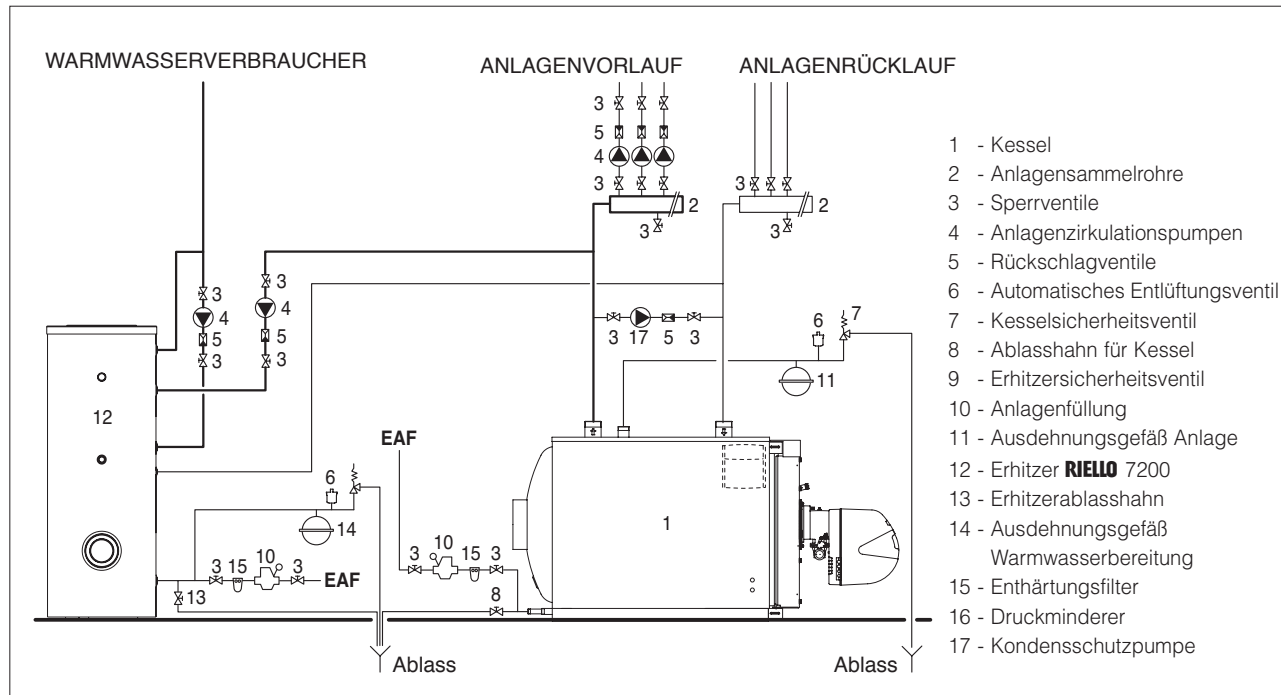 WARMWASSERVERBRAUCHER
ANLAGENVORLAUF
ANLAGENRÜCKLAUF
3
5
4
3
2
3
3
2
3
3
4
5
3
3
4
5
3
3
17
5
3
6
7
11
12
EAF
6
14
3
15
10
3
EAF
13
3
10
15
3
8
1
Ablass
Ablass
1 - Kessel
2 - Anlagensammelrohre
3 - Sperrventile
4 - Anlagenzirkulationspumpen
5 - Rückschlagventile
6 - Automatisches Entlüftungsventil
7 - Kesselsicherheitsventil
8 - Ablasshahn für Kessel
9 - Erhitzersicherheitsventil
10 - Anlagenfüllung
11 - Ausdehnungsgefäß Anlage
12 - Erhitzer RIELLO 7200
13 - Erhitzerablasshahn
14 - Ausdehnungsgefäß
Warmwasserbereitung
15 - Enthärtungsfilter
16 - Druckminderer
17 - Kondensschutzpumpe